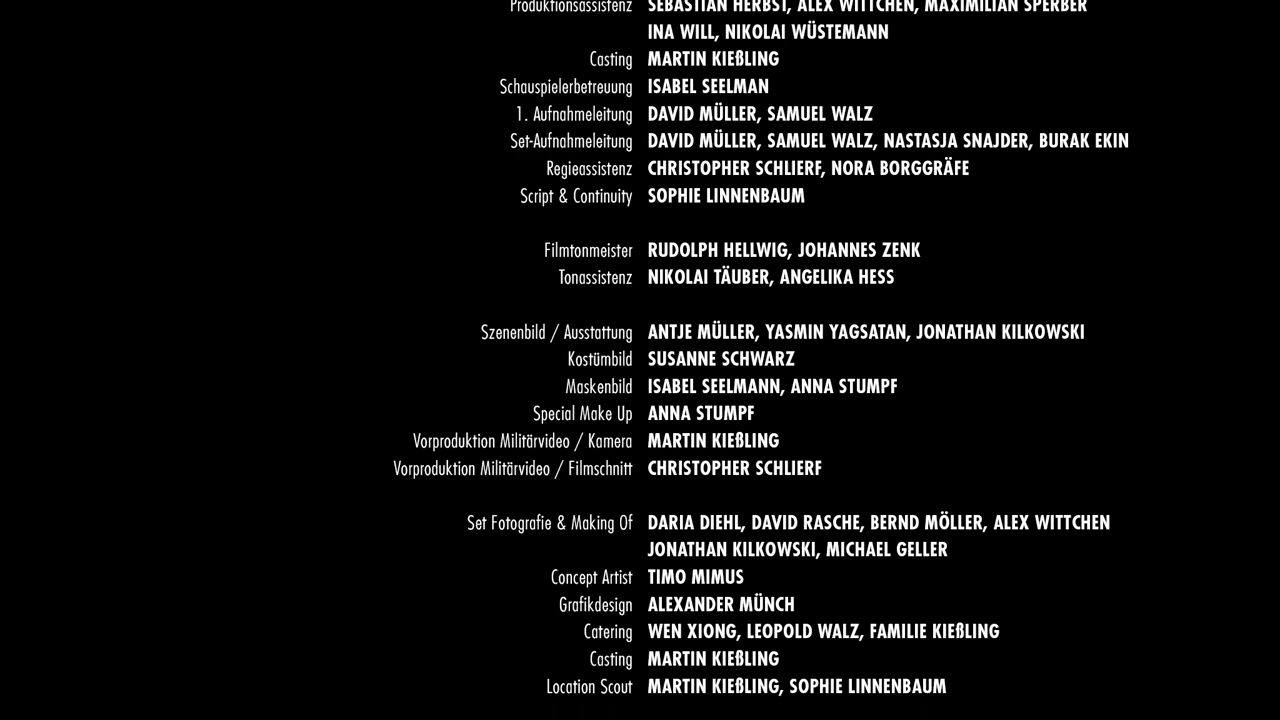 Produktionsassistenz SEBASTIAN HERBST, ALEX WITTCHEN, MAXIMILIAN SPERBER
INA WILL, NIKOLAI WÜSTEMANN
Casting MARTIN KIEßLING
Schauspielerbetreuung ISABEL SEELMAN
1. Aufnahmeleitung DAVID MÜLLER, SAMUEL WALZ
Set-Aufnahmeleitung DAVID MÜLLER, SAMUEL WALZ, NASTASJA SNAJDER, BURAK EKIN
Regieassistenz CHRISTOPHER SCHLIERF, NORA BORGGRÄFE
Script & Continuity SOPHIE LINNENBAUM
Filmtonmeister RUDOLPH HELLWIG, JOHANNES ZENK
Tonassistenz NIKOLAI TÄUBER, ANGELIKA HESS
Szenenbild / Ausstattung ANTJE MÜLLER, YASMIN YAGSATAN, JONATHAN KILKOWSKI
Kostümbild SUSANNE SCHWARZ
Maskenbild ISABEL SEELMANN, ANNA STUMPF
Special Make Up ANNA STUMPF
Vorproduktion Militärvideo / Kamera MARTIN KIEßLING
Vorproduktion Militärvideo / Filmschnitt CHRISTOPHER SCHLIERF
Set Fotografie & Making Of DARIA DIEHL, DAVID RASCHE, BERND MÖLLER, ALEX WITTCHEN
JONATHAN KILKOWSKI, MICHAEL GELLER
Concept Artist TIMO MIMUS
Grafikdesign ALEXANDER MÜNCH
Catering WEN XIONG, LEOPOLD WALZ, FAMILIE KIEßLING
Casting MARTIN KIEßLING
Location Scout MARTIN KIEßLING, SOPHIE LINNENBAUM